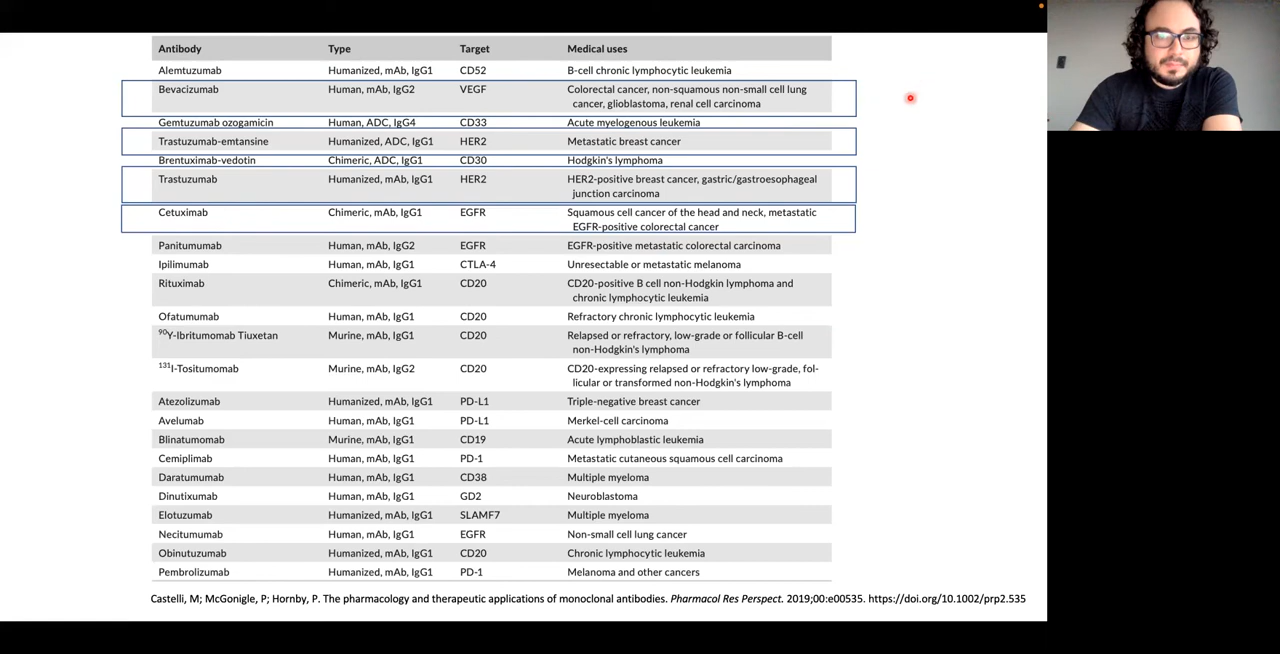 Antibody Type Target Medical uses
Alemtuzumab Humanized, mAb, IgG1 CD52 B-cell chronic lymphocytic leukemia
Bevacizumab Human, mAb, IgG2 VEGF Colorectal cancer, non-squamous non-small cell lung
cancer, glioblastoma, renal cell carcinoma
Gemtuzumab ozogamicin Human, ADC, IgG4 CD33 Acute myelogenous leukemia
Trastuzumab-emtansine Humanized, ADC, IgG1 HER2 Metastatic breast cancer
Brentuximab-vedotin Chimeric, ADC, IgG1 CD30 Hodgkin's lymphoma
Trastuzumab Humanized, mAb, IgG1 HER2 HER2-positive breast cancer, gastric/gastroesophageal
junction carcinoma
Cetuximab Chimeric, mAb, IgG1 EGFR Squamous cell cancer of the head and neck, metastatic
EGFR-positive colorectal cancer
Panitumumab Human, mAb, IgG2 EGFR EGFR-positive metastatic colorectal carcinoma
Ipilimumab Human, mAb, IgG1 CTLA-4 Unresectable or metastatic melanoma
Rituximab Chimeric, mAb, IgG1 CD20 CD20-positive B cell non-Hodgkin lymphoma and
chronic lymphocytic leukemia
Ofatumumab Human, mAb, IgG1 CD20 Refractory chronic lymphocytic leukemia
90Y-Ibritumomab Tiuxetan Murine, mAb, IgG1 CD20 Relapsed or refractory, low-grade or follicular B-cell
non-Hodgkin's lymphoma
131I-Tositumomab Murine, mAb, IgG2 CD20 CD20-expressing relapsed or refractory low-grade, fol-
licular or transformed non-Hodgkin's lymphoma
Atezolizumab Humanized, mAb, IgG1 PD-L1 Triple-negative breast cancer
Avelumab Human, mAb, IgG1 PD-L1 Merkel-cell carcinoma
Blinatumomab Murine, mAb, IgG1 CD19 Acute lymphoblastic leukemia
Cemiplimab Human, mAb, IgG1 PD-1 Metastatic cutaneous squamous cell carcinoma
Daratumumab Human, mAb, IgG1 CD38 Multiple myeloma
Dinutixumab Human, mAb, IgG1 GD2 Neuroblastoma
Elotuzumab Humanized, mAb, IgG1 SLAMF7 Multiple myeloma
Necitumumab Human, mAb, IgG1 EGFR Non-small cell lung cancer
Obinutuzumab Humanized, mAb, IgG1 CD20 Chronic lymphocytic leukemia
Pembrolizumab Humanized, mAb, IgG1 PD-1 Melanoma and other cancers
Castelli, M; McGonigle, P; Hornby, P. The pharmacology and therapeutic applications of monoclonal antibodies. Pharmacol Res Perspect. 2019;00:e00535. https://doi.org/10.1002/prp2.535